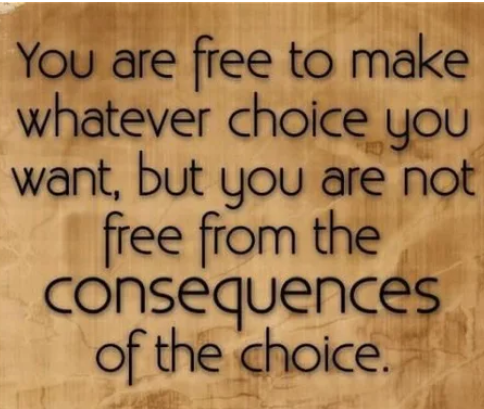 You are free to make
whatever choice you
want, but you are not
free from the
consequences
of the choice.